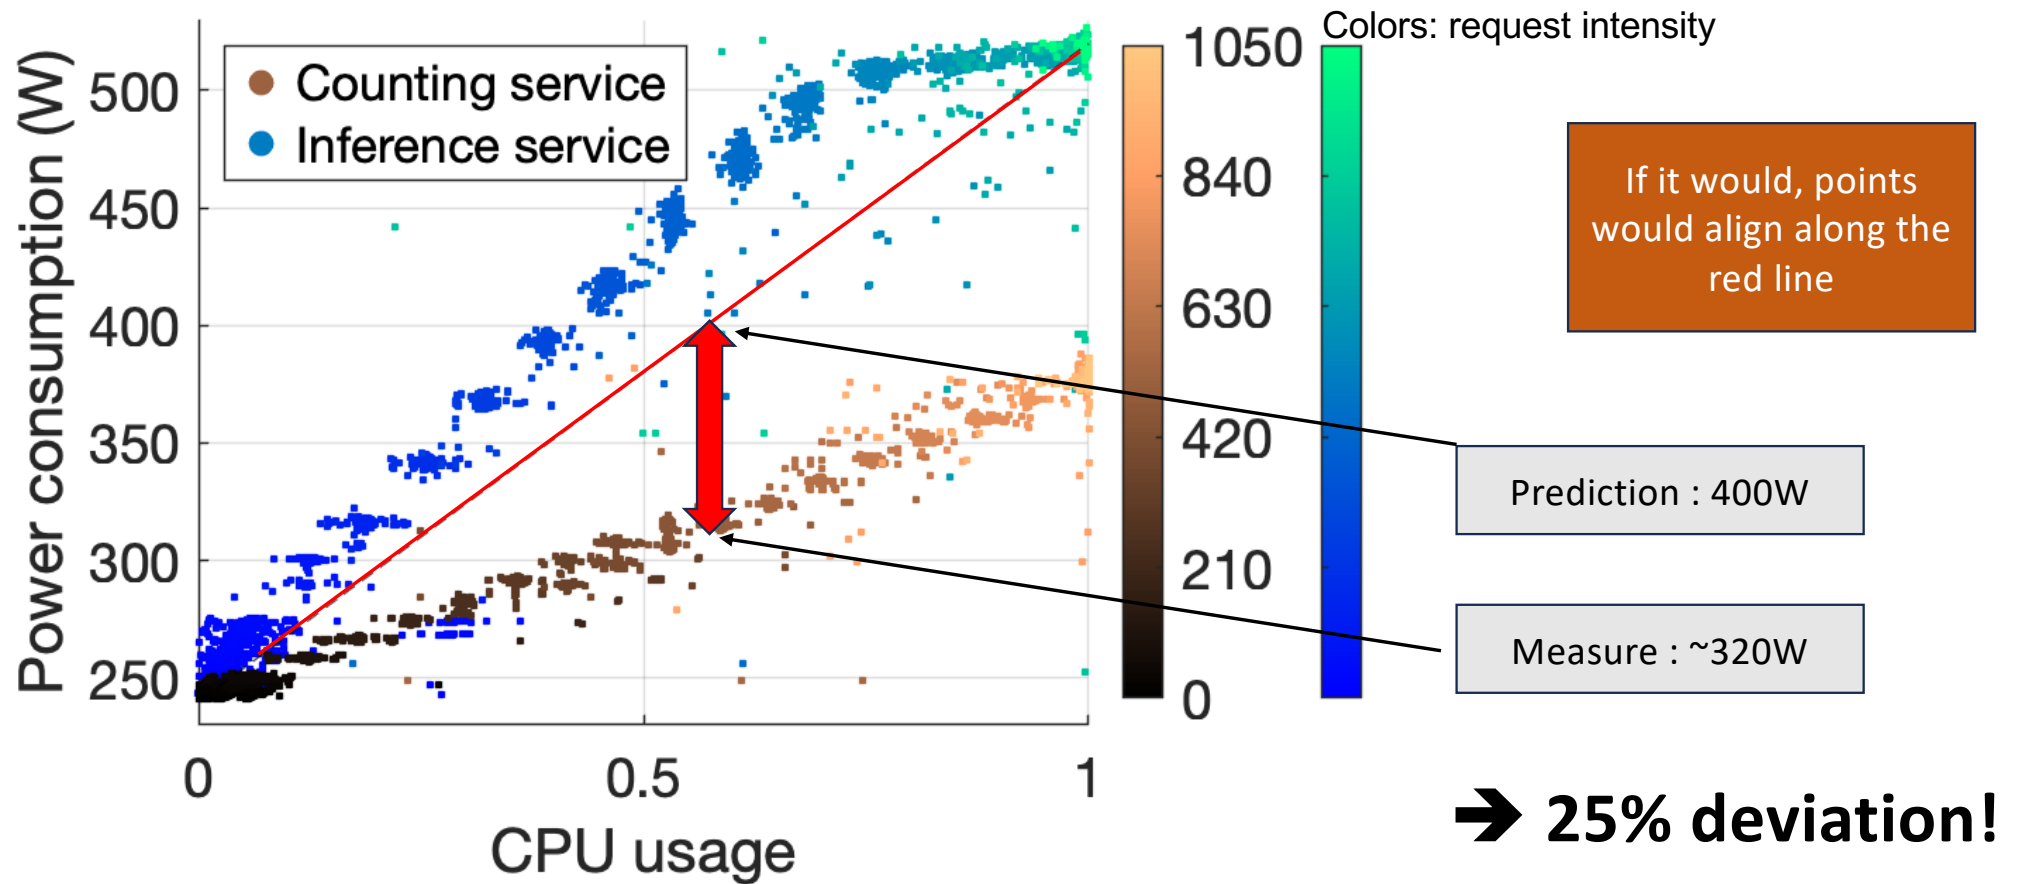 Colors: request intensity
Counting service
Inference service
Power consumption (W)
500
450
400
350
300
250
0
0.5
1
CPU usage
1050
840
630
420
210
0
If it would, points
would align along the
red line
Prediction : 400W
Measure : ~320W
➔ 25% deviation!